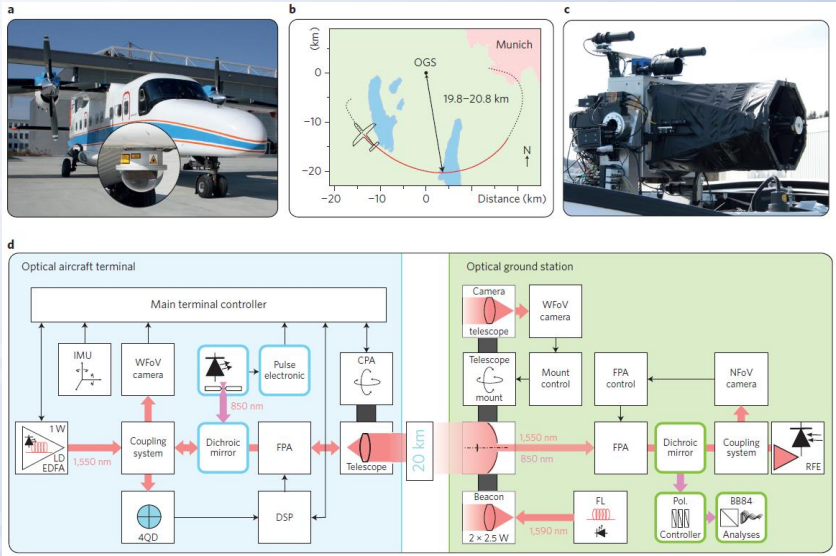 a
b
c
(km)
0
−10
−20
OGS
Munich
19.8–20.8 km
N
−20
−10
0
10
20
Distance (km)
d
Optical aircraft terminal
Main terminal controller
IMU
WFoV
camera
Pulse
electronic
CPA
850 nm
1 W
LD
EDFA
1,550 nm
Coupling
system
Dichroic
mirror
FPA
Telescope
4QD
DSP
20 km
Optical ground station
Camera
telescope
WFoV
camera
Telescope
mount
Mount
control
FPA
control
NFoV
camera
1,550 nm
850 nm
FPA
Dichroic
mirror
Coupling
system
RFE
Beacon
2 × 2.5 W
1,590 nm
FL
Pol.
Controller
BB84
Analyses